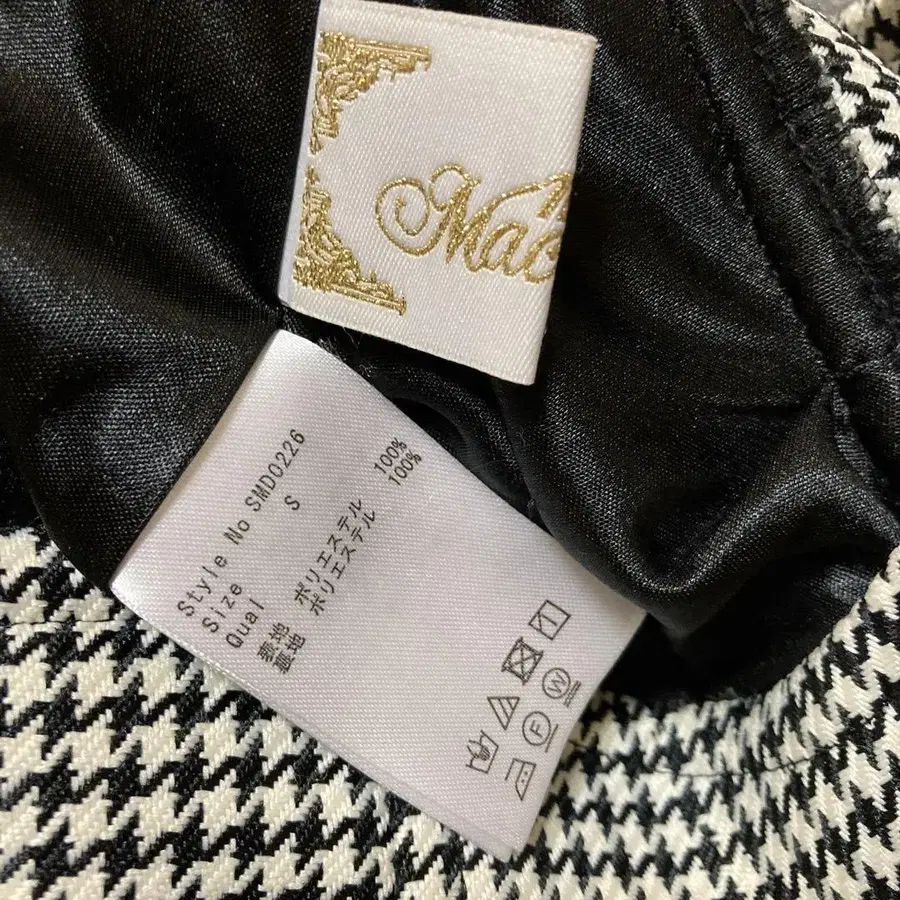 Mac
Style No SMD0226
Size S
Qual
表地 ポリエステル 100%
裏地 ポリエステル 100%
W
F